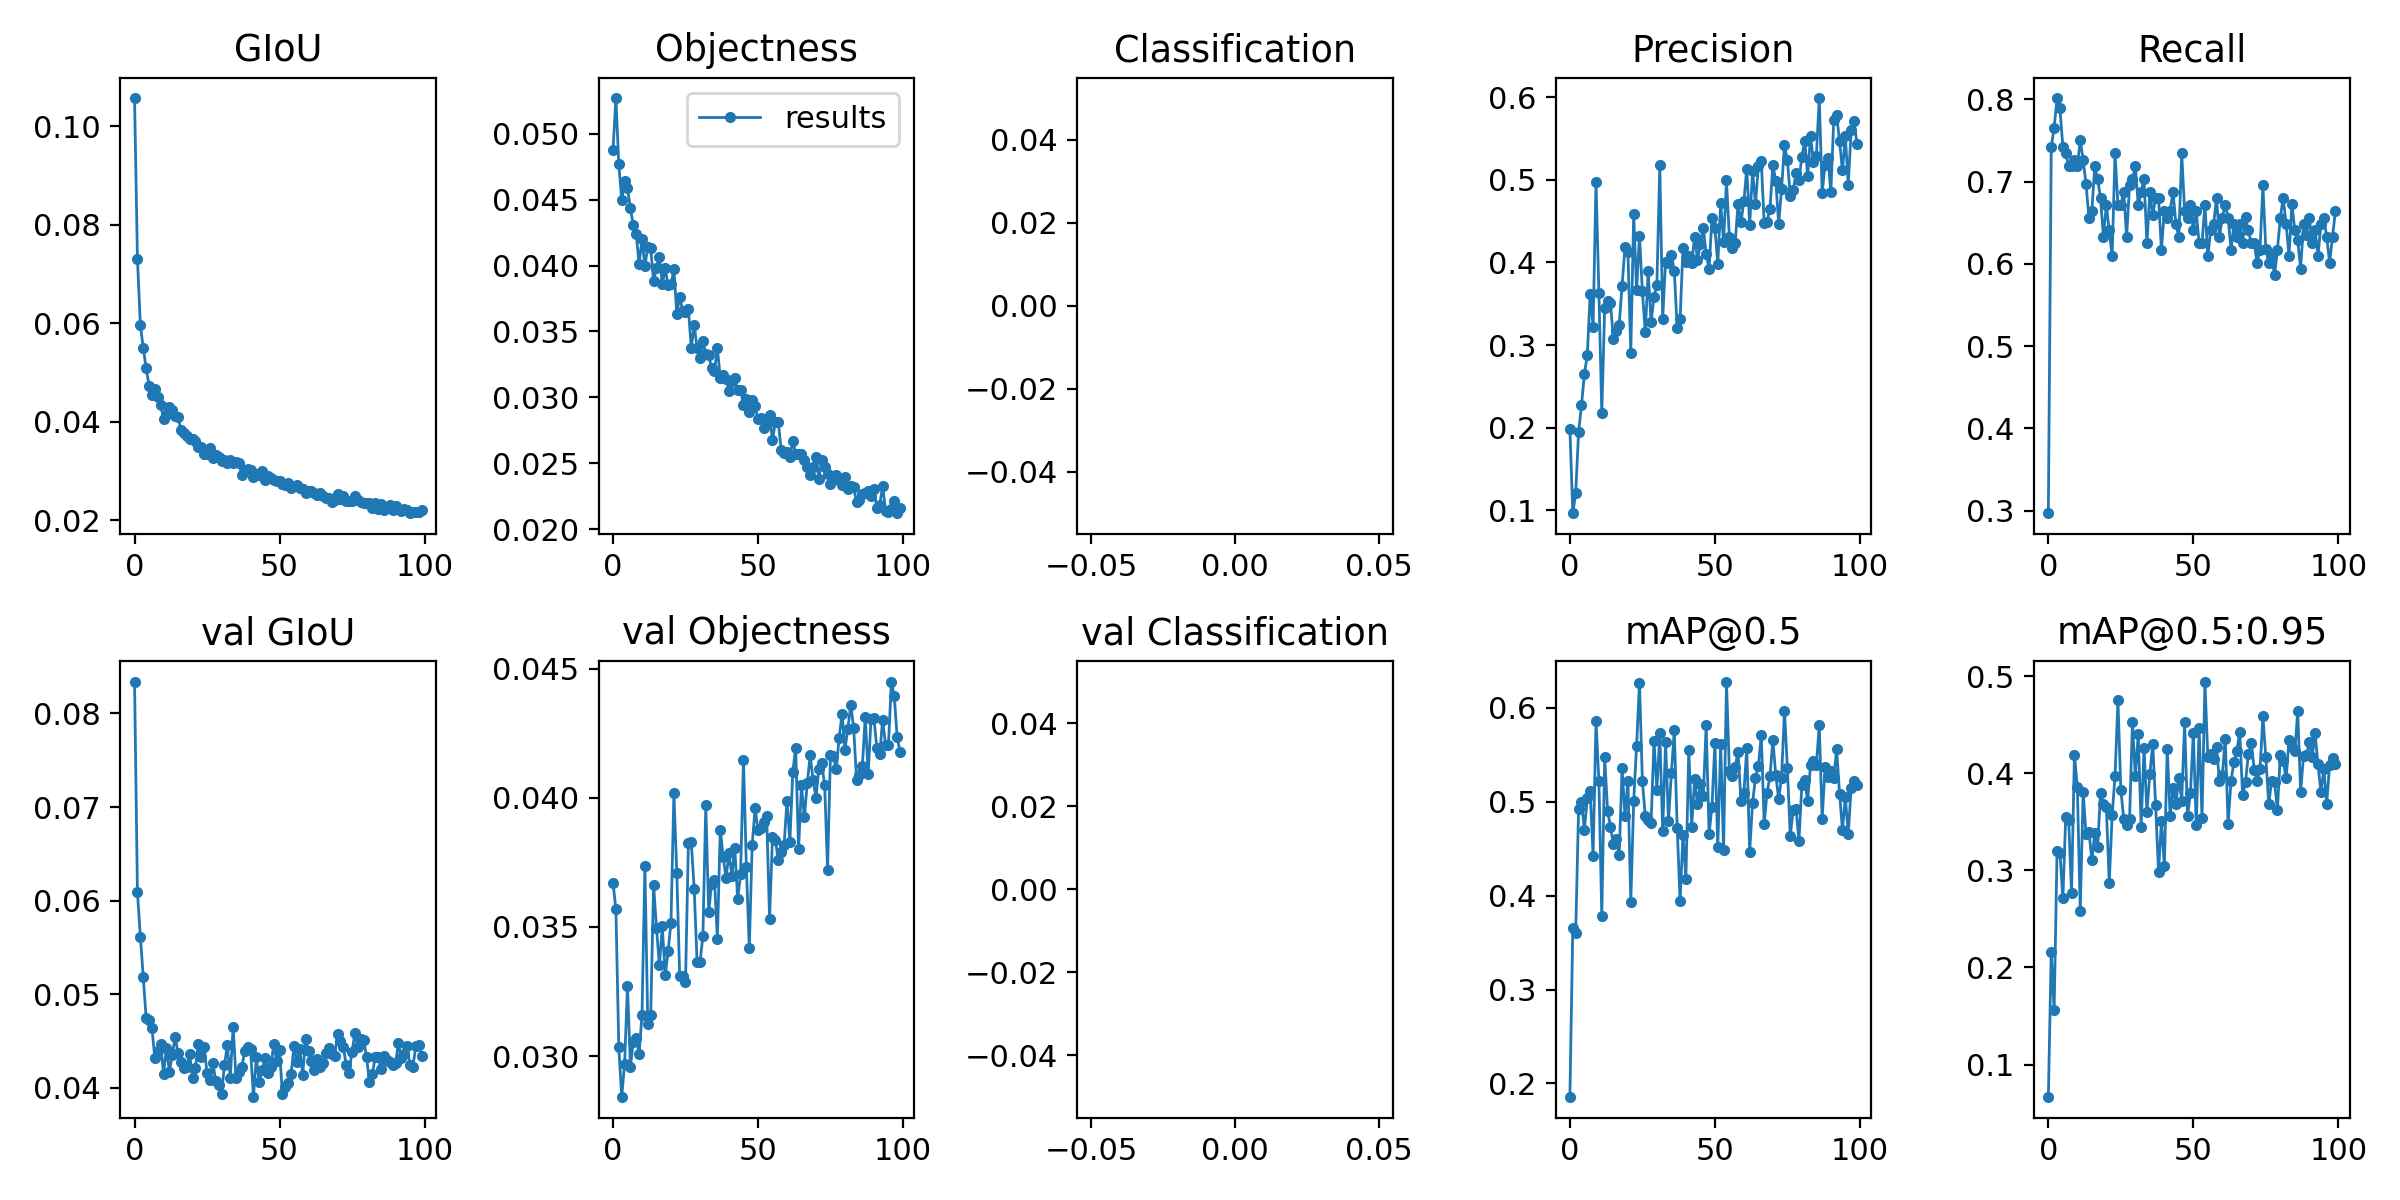 GIoU
Objectness
Classification
Precision
Recall
0.10
0.08
0.06
0.04
0.02
0 50 100
results
0.050
0.045
0.040
0.035
0.030
0.025
0.020
0 50 100
0.04
0.02
0.00
−0.02
−0.04
−0.05 0.00 0.05
0.6
0.5
0.4
0.3
0.2
0.1
0 50 100
0.8
0.7
0.6
0.5
0.4
0.3
0 50 100
val GIoU
val Objectness
val Classification
mAP@0.5
mAP@0.5:0.95
0.08
0.07
0.06
0.05
0.04
0 50 100
0.045
0.040
0.035
0.030
0 50 100
0.04
0.02
0.00
−0.02
−0.04
−0.05 0.00 0.05
0.6
0.5
0.4
0.3
0.2
0 50 100
0.5
0.4
0.3
0.2
0.1
0 50 100